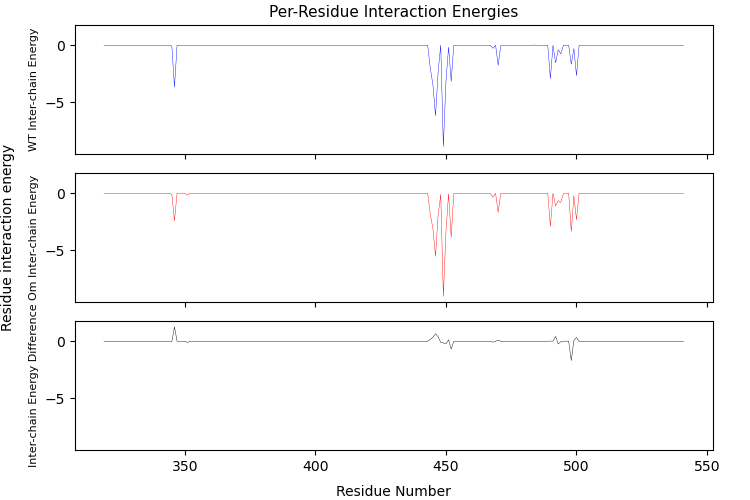 Per-Residue Interaction Energies
Residue interaction energy
WT Inter-chain Energy
0
−5
Om Inter-chain Energy
0
−5
Inter-chain Energy Difference
0
−5
350
400
450
500
550
Residue Number